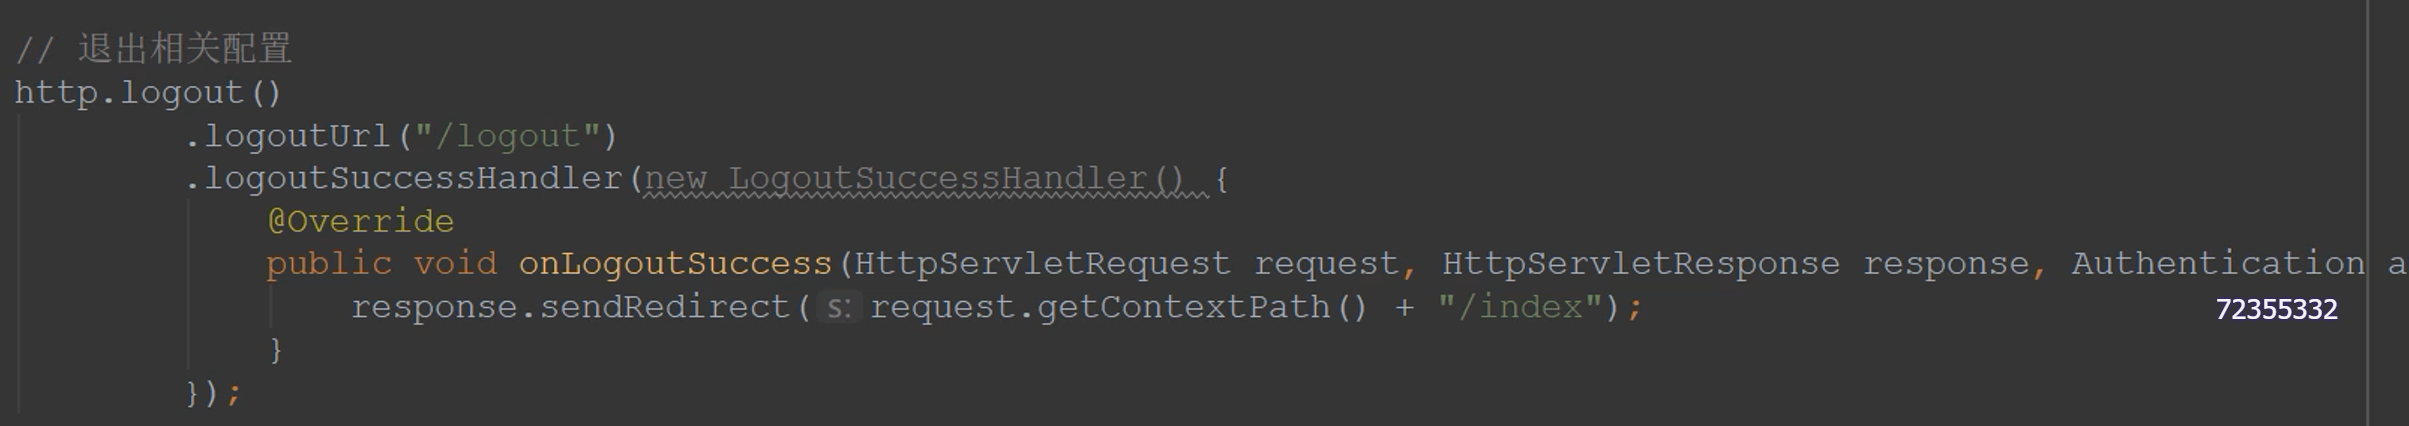 // 退出相关配置
http.logout()
.logoutUrl("/logout")
.logoutSuccessHandler(new LogoutSuccessHandler() {
@Override
public void onLogoutSuccess(HttpServletRequest request, HttpServletResponse response, Authentication a
response.sendRedirect( s: request.getContextPath() + "/index");
72355332
}
});